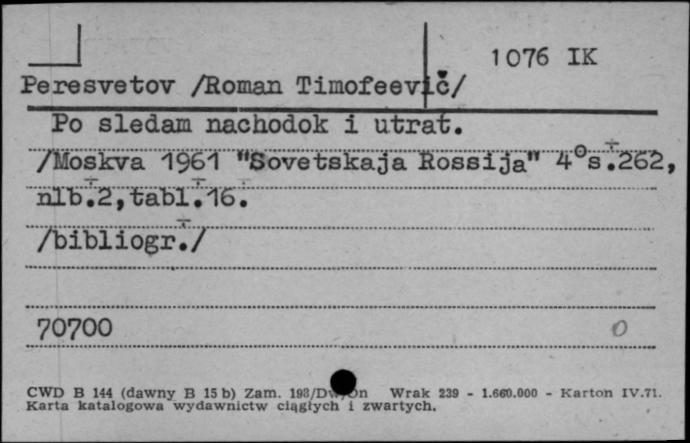 1076 IK
Peresvetov /Roman Timofeevič/
Po sledam nachodok i utrat.
/Moskva 1961 "Sovetskaja Rossija" 4°s.262,
nlb.2,tabl.16.
/bibliogr./
70700 0
CWD B 144 (dawny B 15 b) Zam. 198/Dw/On Wrak 239 - 1.660.000 - Karton IV.71.
Karta katalogowa wydawnictw ciągłych i zwartych.